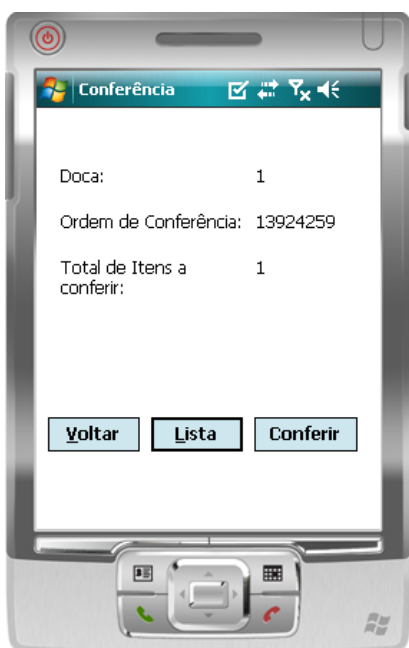 Conferência
Doca: 1
Ordem de Conferência: 13924259
Total de Itens a 1
conferir:
Voltar Lista Conferir